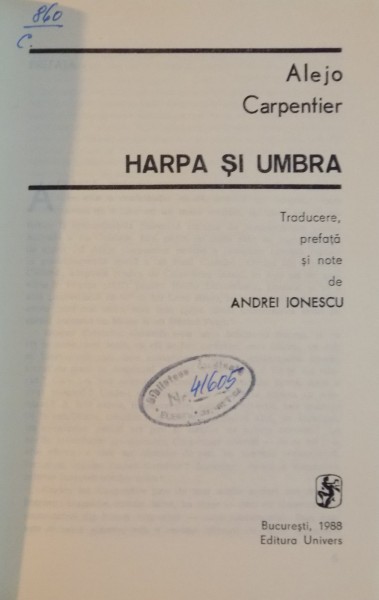 860
C.
Alejo
Carpentier
HARPA ȘI UMBRA
Traducere,
prefață
și note
de
ANDREI IONESCU
Biblioteca
Nr. 41605
București, 1988
Editura Univers